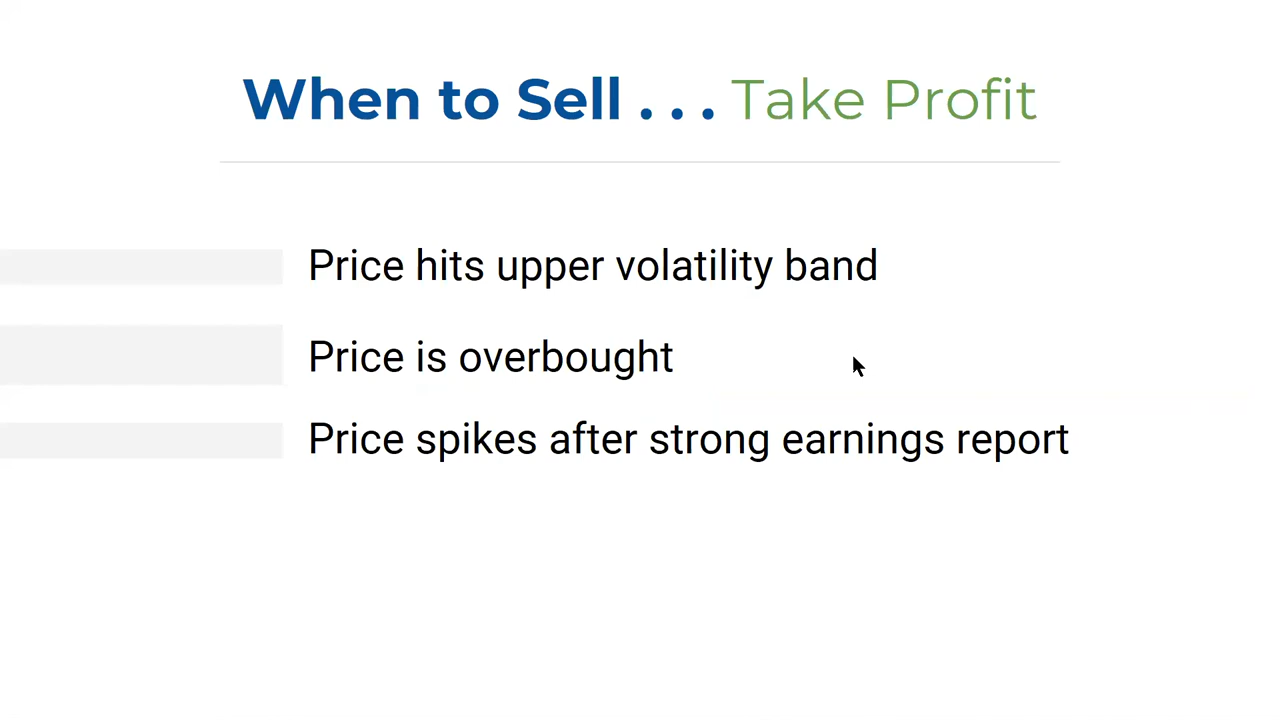 When to Sell . . . Take Profit
Price hits upper volatility band
Price is overbought
Price spikes after strong earnings report